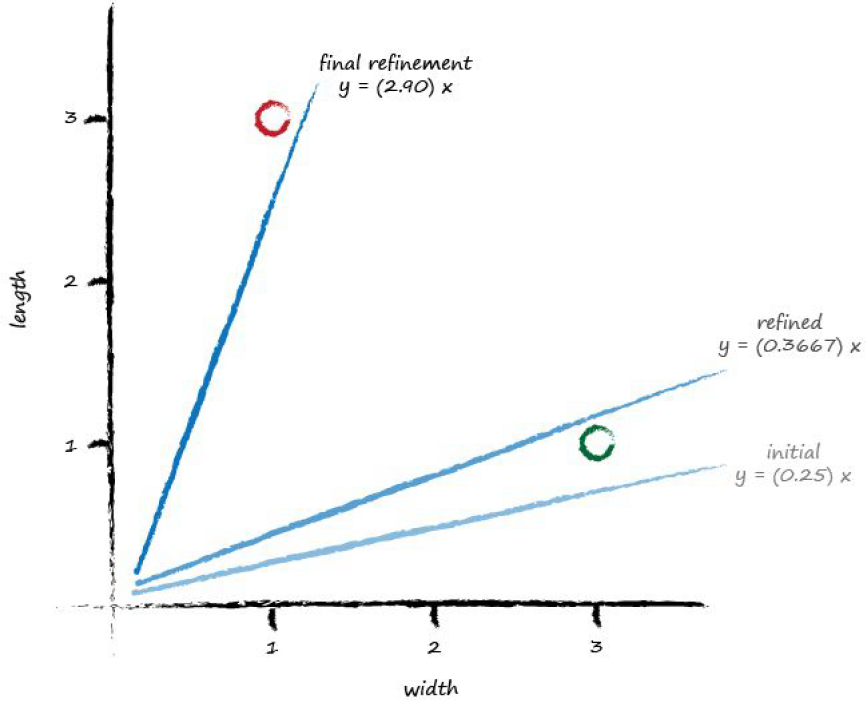 final refinement
y = (2.90) x
3
2
length
refined
y = (0.3667) x
1
initial
y = (0.25) x
1
2
3
width